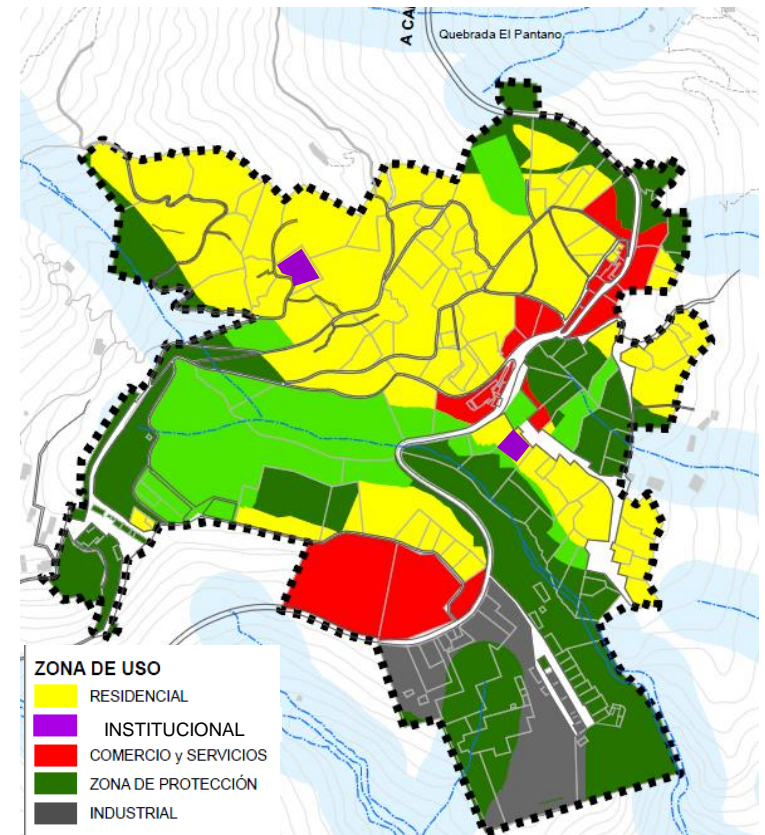 A CA
Quebrada El Pantano
ZONA DE USO
RESIDENCIAL
INSTITUCIONAL
COMERCIO y SERVICIOS
ZONA DE PROTECCIÓN
INDUSTRIAL